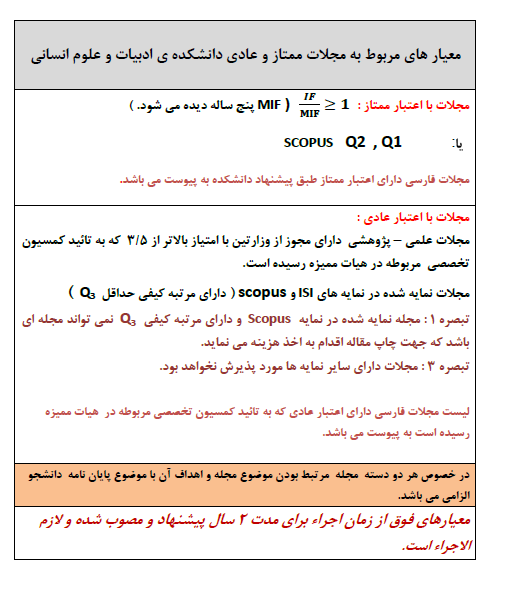 معیار های مربوط به مجلات ممتاز و عادی دانشکده ی ادبیات و علوم انسانی
مجلات با اعتبار ممتاز : IF/MIF ≥ 1 ( MIF پنج ساله دیده می شود. )
یا: Q2 , Q1 SCOPUS
مجلات فارسی دارای اعتبار ممتاز طبق پیشنهاد دانشکده به پیوست می باشد.
مجلات با اعتبار عادی :
مجلات علمی – پژوهشی دارای مجوز از وزارتین با امتیاز بالاتر از ۳/۵ که به تائید کمسیون
تخصصی مربوطه در هیات ممیزه رسیده است.
مجلات نمایه شده در نمایه های ISI و scopus ( دارای مرتبه کیفی حداقل Q3 )
تبصره ۱ : مجله نمایه شده در نمایه Scopus و دارای مرتبه کیفی Q3 نمی تواند مجله ای
باشد که جهت چاپ مقاله اقدام به اخذ هزینه می نماید.
تبصره ۳ : مجلات دارای سایر نمایه ها مورد پذیرش نخواهد بود.
لیست مجلات فارسی دارای اعتبار عادی که به تائید کمسیون تخصصی مربوطه در هیات ممیزه
رسیده است به پیوست می باشد.
در خصوص هر دو دسته مجله مرتبط بودن موضوع مجله و اهداف آن با موضوع پایان نامه دانشجو
الزامی می باشد.
معیارهای فوق از زمان اجراء برای مدت ۲ سال پیشنهاد و مصوب شده و لازم
الاجراء است.